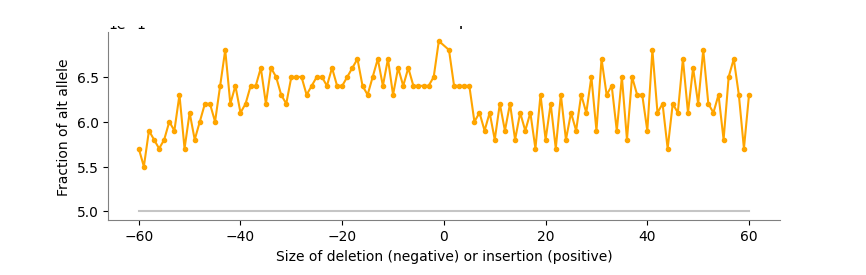 6.5
6.0
5.5
5.0
Fraction of alt allele
−60 −40 −20 0 20 40 60
Size of deletion (negative) or insertion (positive)